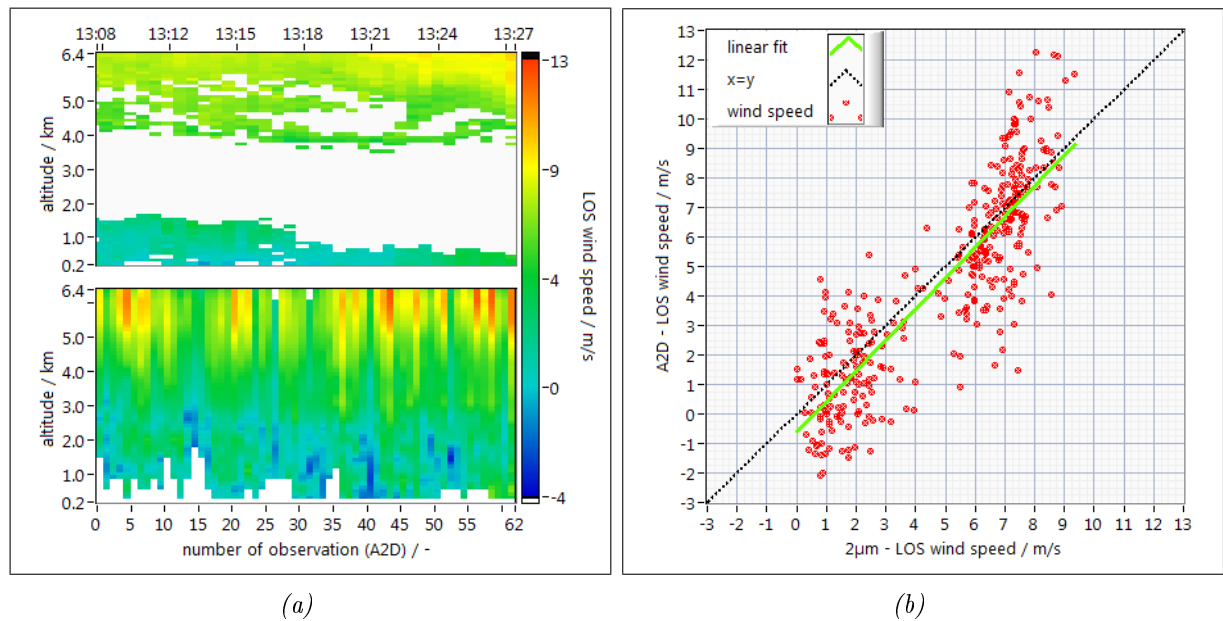 13:08 13:12 13:15 13:18 13:21 13:24 13:27
6.4
5.0
4.0
3.0
2.0
1.0
0.2
altitude / km
6.4
5.0
4.0
3.0
2.0
1.0
0.2
altitude / km
0 5 10 15 20 25 30 35 40 45 50 55 62
number of observation (A2D) / -
13
9
4
0
-4
LOS wind speed / m/s
(a)
linear fit
x=y
wind speed
13
12
11
10
9
8
7
6
5
4
3
2
1
0
-1
-2
-3
A2D - LOS wind speed / m/s
-3 -2 -1 0 1 2 3 4 5 6 7 8 9 10 11 12 13
2µm - LOS wind speed / m/s
(b)